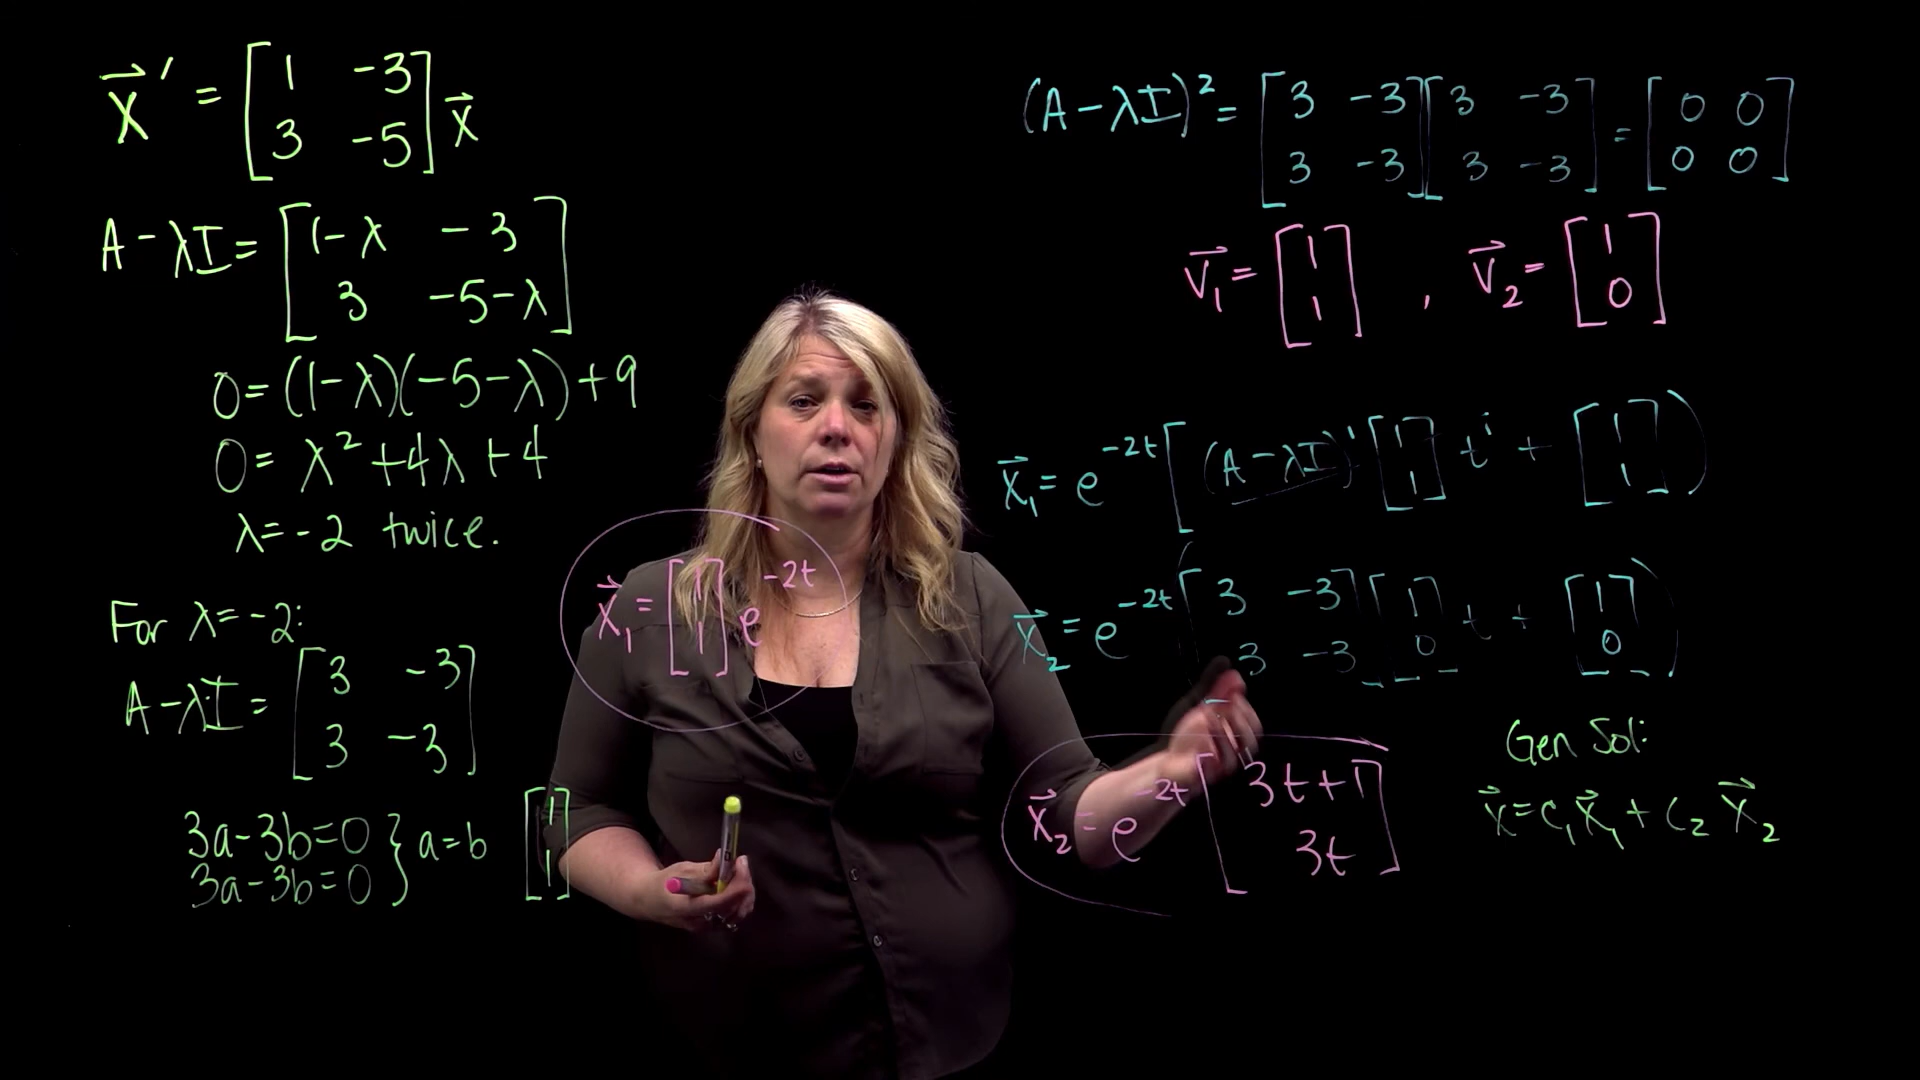 x⃗' = [1 -3; 3 -5] x⃗
A - λI = [1-λ -3; 3 -5-λ]
0 = (1-λ)(-5-λ) + 9
0 = λ² + 4λ + 4
λ = -2 twice.
For λ = -2:
A - λI = [3 -3; 3 -3]
3a - 3b = 0
3a - 3b = 0 } a = b [1; 1]
x⃗₁ = [1; 1] e^{-2t}
(A - λI)² = [3 -3; 3 -3] [3 -3; 3 -3] = [0 0; 0 0]
v⃗₁ = [1; 1] , v⃗₂ = [1; 0]
x⃗₁ = e^{-2t} [(A - λI)¹ [1; 1] t¹ + [1; 1])
x⃗₂ = e^{-2t} ([3 -3; 3 -3] [1; 0] t + [1; 0])
x⃗₂ = e^{-2t} [3t+1; 3t]
Gen Sol:
x⃗ = c₁x⃗₁ + c₂x⃗₂